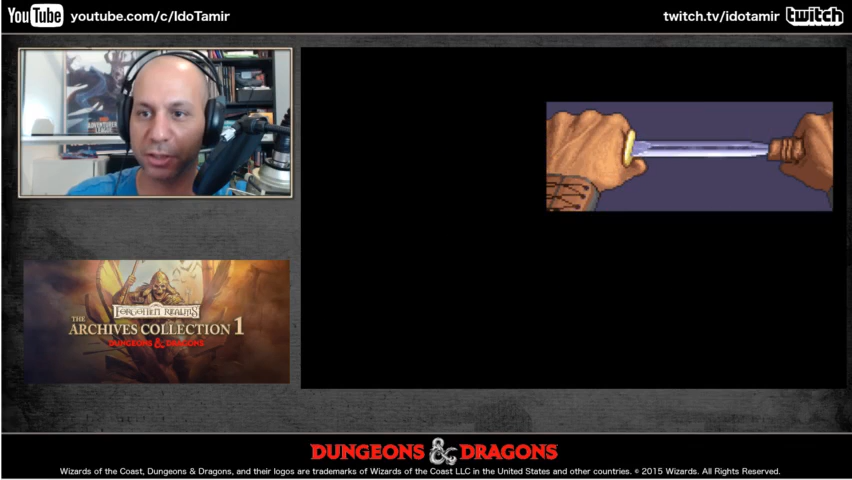 YouTube youtube.com/c/IdoTamir
twitch.tv/idotamir twitch
ADVENTURERS
LEAGUE
FORGOTTEN REALMS
THE
ARCHIVES COLLECTION 1
DUNGEONS & DRAGONS
DUNGEONS & DRAGONS
Wizards of the Coast, Dungeons & Dragons, and their logos are trademarks of Wizards of the Coast LLC in the United States and other countries. © 2015 Wizards. All Rights Reserved.